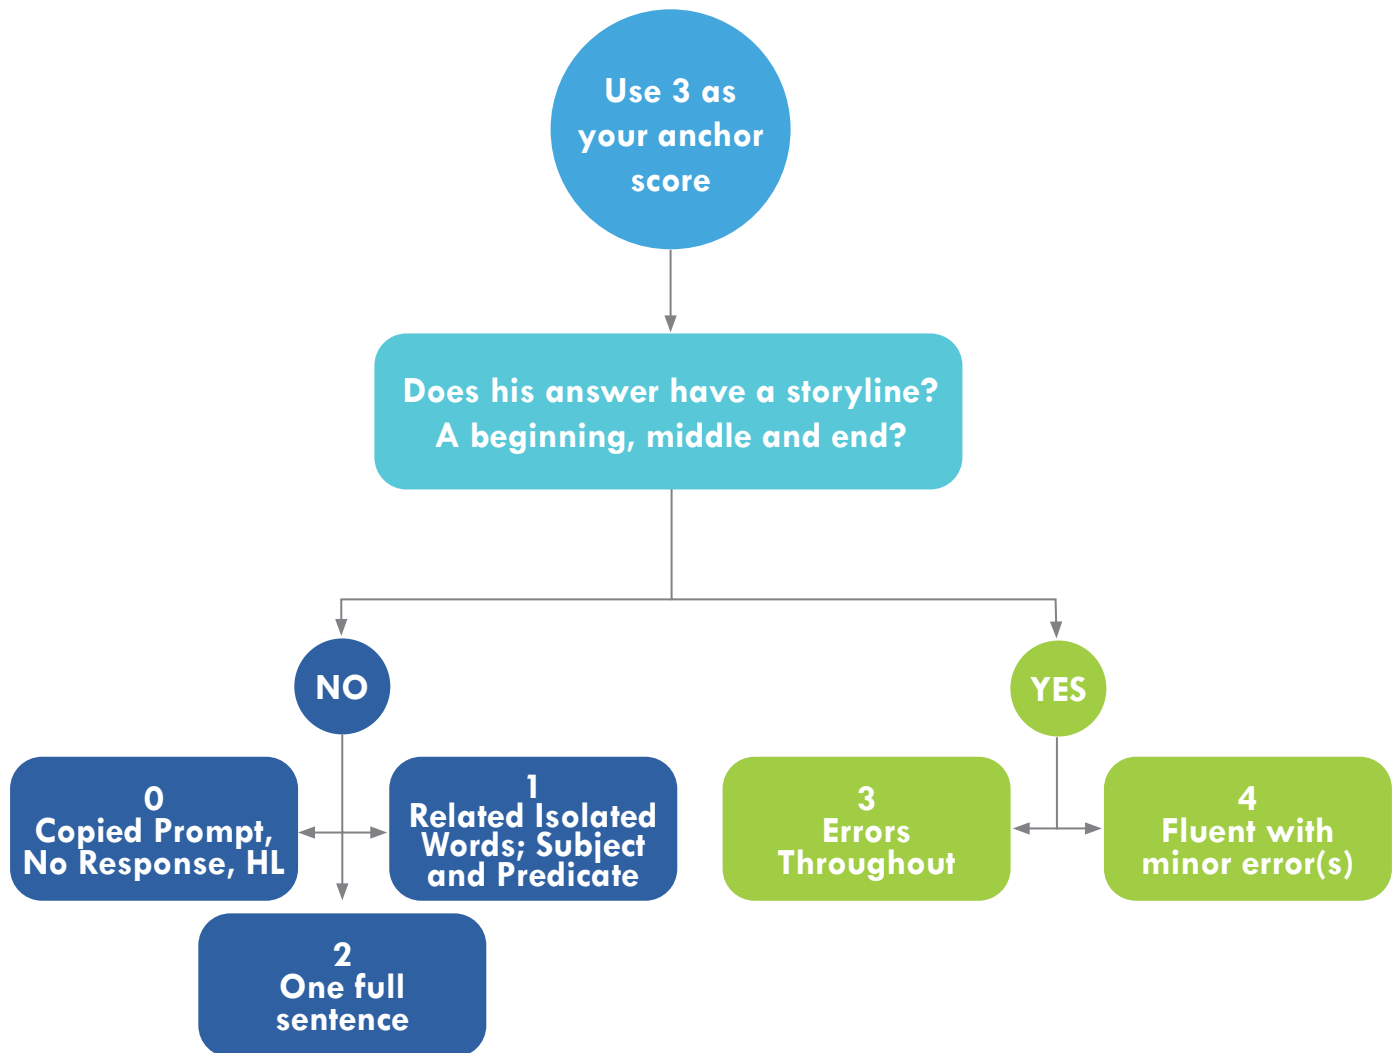 Use 3 as
your anchor
score
Does his answer have a storyline?
A beginning, middle and end?
NO
YES
0
Copied Prompt,
No Response, HL
1
Related Isolated
Words; Subject
and Predicate
2
One full
sentence
3
Errors
Throughout
4
Fluent with
minor error(s)